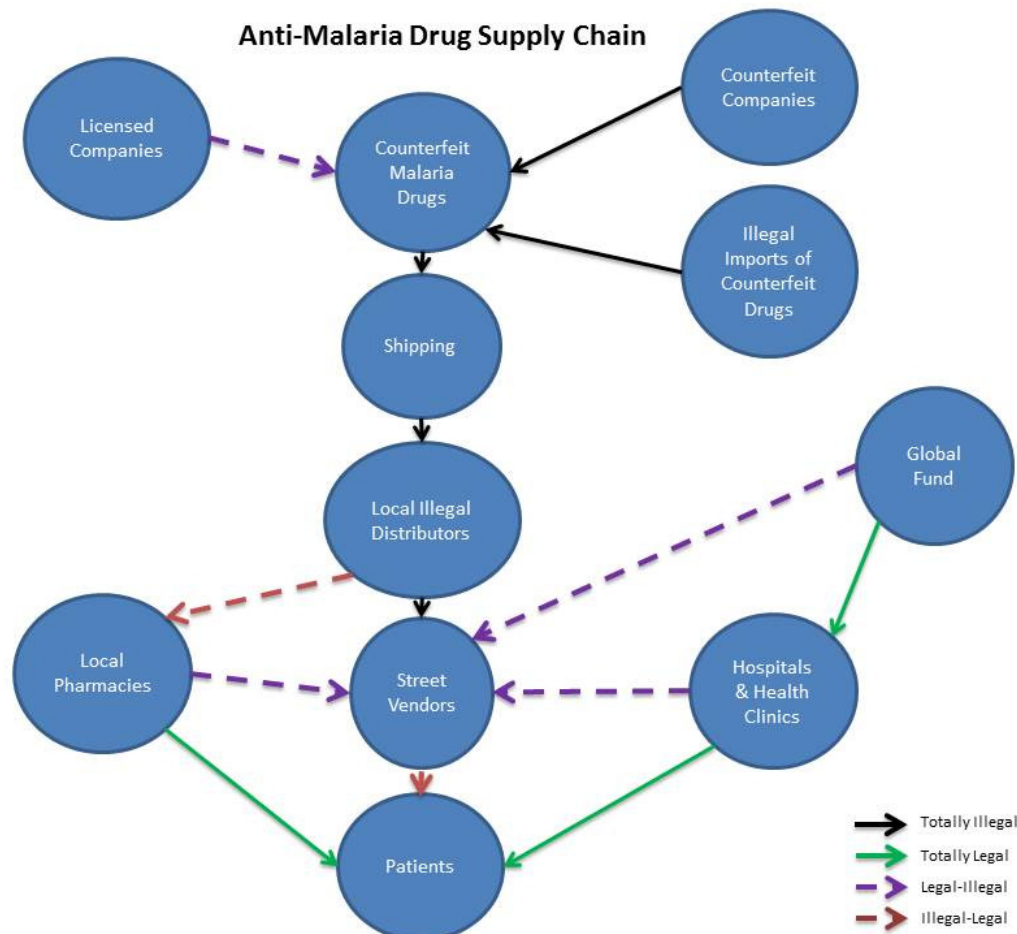 Anti-Malaria Drug Supply Chain
Licensed
Companies
Counterfeit
Malaria
Drugs
Counterfeit
Companies
Illegal
Imports of
Counterfeit
Drugs
Shipping
Global
Fund
Local Illegal
Distributors
Local
Pharmacies
Street
Vendors
Hospitals
& Health
Clinics
Patients
Totally Illegal
Totally Legal
Legal-Illegal
Illegal-Legal